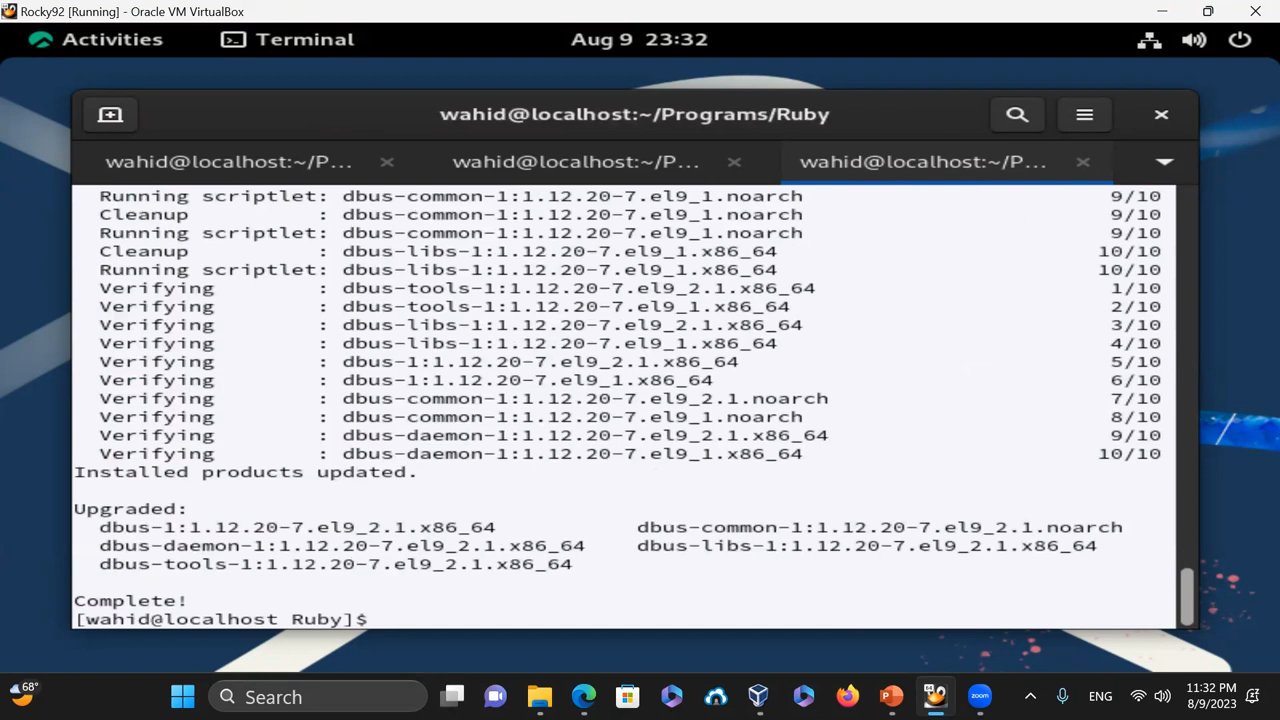 Rocky92 [Running] - Oracle VM VirtualBox
Activities Terminal Aug 9 23:32
wahid@localhost:~/Programs/Ruby
wahid@localhost:~/P... wahid@localhost:~/P... wahid@localhost:~/P...
Running scriptlet: dbus-common-1:1.12.20-7.el9_1.noarch 9/10
Cleanup : dbus-common-1:1.12.20-7.el9_1.noarch 9/10
Running scriptlet: dbus-common-1:1.12.20-7.el9_1.noarch 9/10
Cleanup : dbus-libs-1:1.12.20-7.el9_1.x86_64 10/10
Running scriptlet: dbus-libs-1:1.12.20-7.el9_1.x86_64 10/10
Verifying : dbus-tools-1:1.12.20-7.el9_2.1.x86_64 1/10
Verifying : dbus-tools-1:1.12.20-7.el9_1.x86_64 2/10
Verifying : dbus-libs-1:1.12.20-7.el9_2.1.x86_64 3/10
Verifying : dbus-libs-1:1.12.20-7.el9_1.x86_64 4/10
Verifying : dbus-1:1.12.20-7.el9_2.1.x86_64 5/10
Verifying : dbus-1:1.12.20-7.el9_1.x86_64 6/10
Verifying : dbus-common-1:1.12.20-7.el9_2.1.noarch 7/10
Verifying : dbus-common-1:1.12.20-7.el9_1.noarch 8/10
Verifying : dbus-daemon-1:1.12.20-7.el9_2.1.x86_64 9/10
Verifying : dbus-daemon-1:1.12.20-7.el9_1.x86_64 10/10
Installed products updated.
Upgraded:
dbus-1:1.12.20-7.el9_2.1.x86_64 dbus-common-1:1.12.20-7.el9_2.1.noarch
dbus-daemon-1:1.12.20-7.el9_2.1.x86_64 dbus-libs-1:1.12.20-7.el9_2.1.x86_64
dbus-tools-1:1.12.20-7.el9_2.1.x86_64
Complete!
[wahid@localhost Ruby]$
68° Search zoom ENG 11:32 PM
8/9/2023